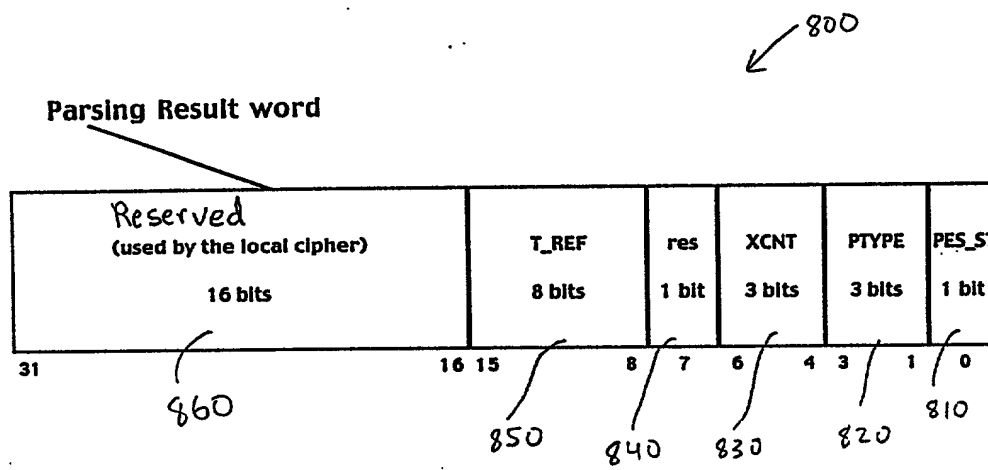 800
Parsing Result word
Reserved
(used by the local cipher)
16 bits
T_REF
8 bits
res
1 bit
XCNT
3 bits
PTYPE
3 bits
PES_ST
1 bit
31
16 15
8
7
6
4
3
1
0
860
850
840
830
820
810